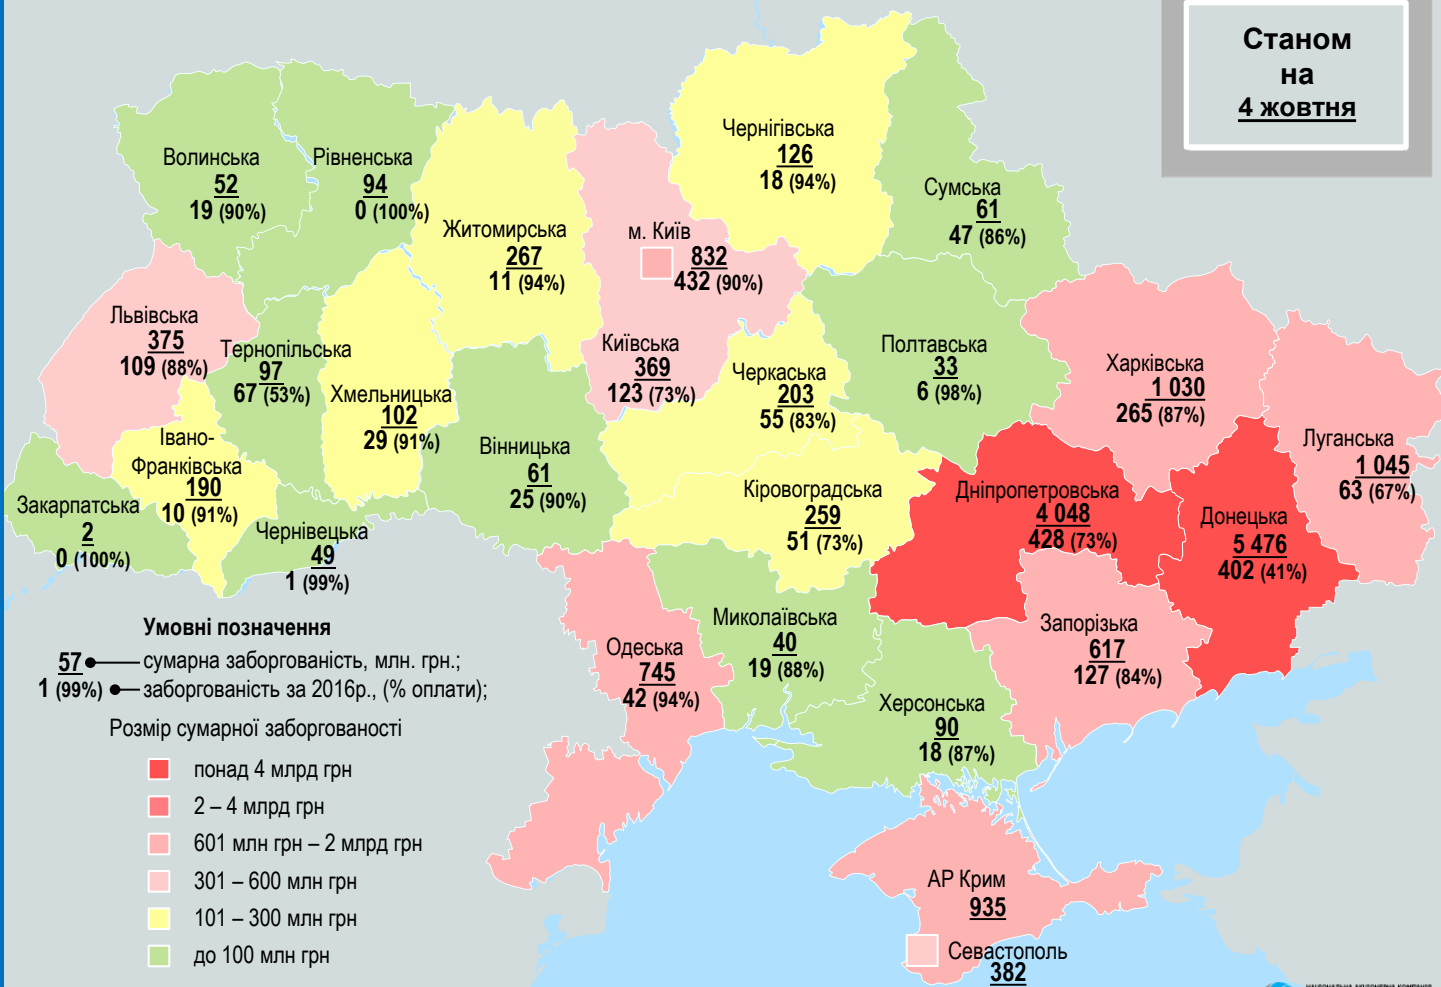 Станом
на
4 жовтня
Волинська
52
19 (90%)
Рівненська
94
0 (100%)
Житомирська
267
11 (94%)
м. Київ
832
432 (90%)
Чернігівська
126
18 (94%)
Сумська
61
47 (86%)
Львівська
375
109 (88%)
Тернопільська
97
67 (53%)
Хмельницька
102
29 (91%)
Київська
369
123 (73%)
Черкаська
203
55 (83%)
Полтавська
33
6 (98%)
Харківська
1 030
265 (87%)
Луганська
1 045
63 (67%)
Івано-
Франківська
190
10 (91%)
Закарпатська
2
0 (100%)
Чернівецька
49
1 (99%)
Вінницька
61
25 (90%)
Кіровоградська
259
51 (73%)
Дніпропетровська
4 048
428 (73%)
Донецька
5 476
402 (41%)
Одеська
745
42 (94%)
Миколаївська
40
19 (88%)
Запорізька
617
127 (84%)
Херсонська
90
18 (87%)
АР Крим
935
Севастополь
382
Умовні позначення
57 сумарна заборгованість, млн. грн.;
1 (99%) заборгованість за 2016р., (% оплати);
Розмір сумарної заборгованості
понад 4 млрд грн
2 – 4 млрд грн
601 млн грн – 2 млрд грн
301 – 600 млн грн
101 – 300 млн грн
до 100 млн грн